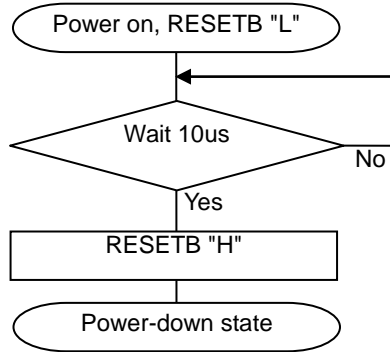 Power on, RESETB "L"
Wait 10us
No
Yes
RESETB "H"
Power-down state